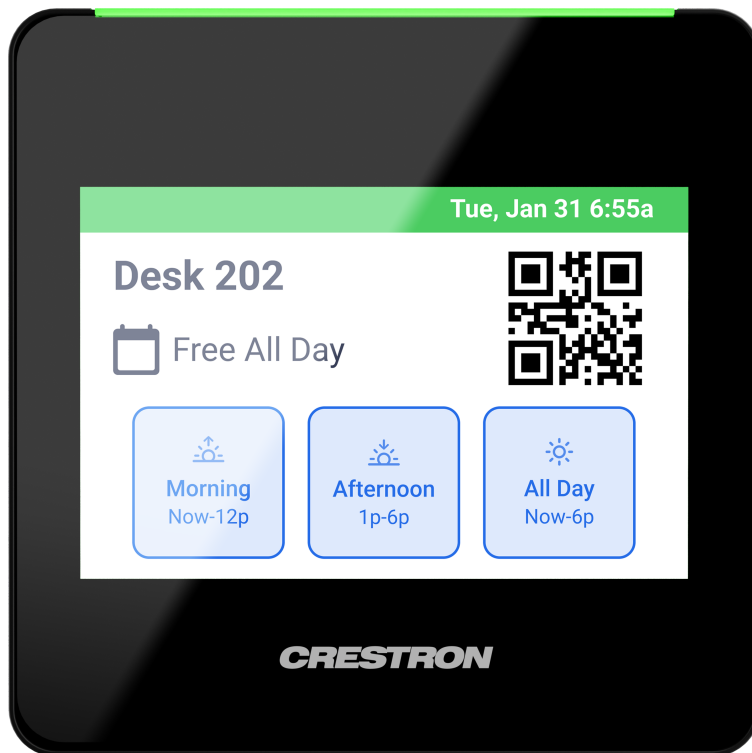 Tue, Jan 31 6:55a
Desk 202
Free All Day
Morning
Now-12p
Afternoon
1p-6p
All Day
Now-6p
CRESTRON